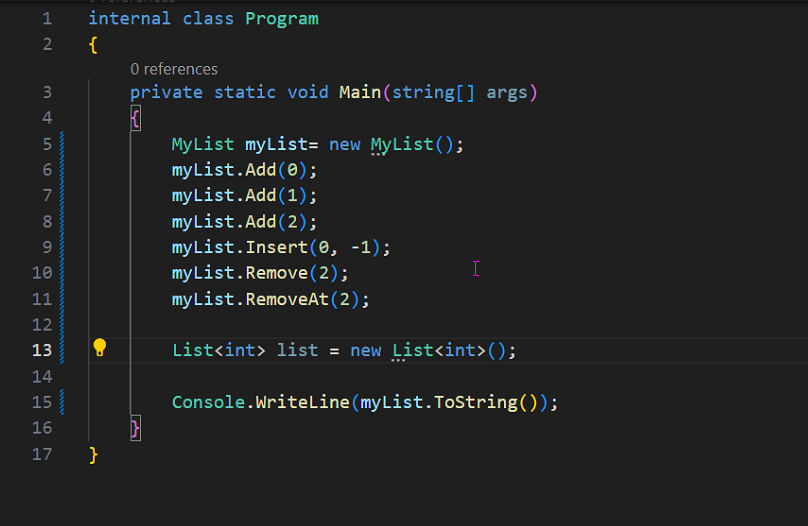 1 internal class Program
2 {
0 references
3 private static void Main(string[] args)
4 {
5 MyList myList= new MyList();
6 myList.Add(0);
7 myList.Add(1);
8 myList.Add(2);
9 myList.Insert(0, -1);
10 myList.Remove(2);
11 myList.RemoveAt(2);
12
13 List<int> list = new List<int>();
14
15 Console.WriteLine(myList.ToString());
16 }
17 }